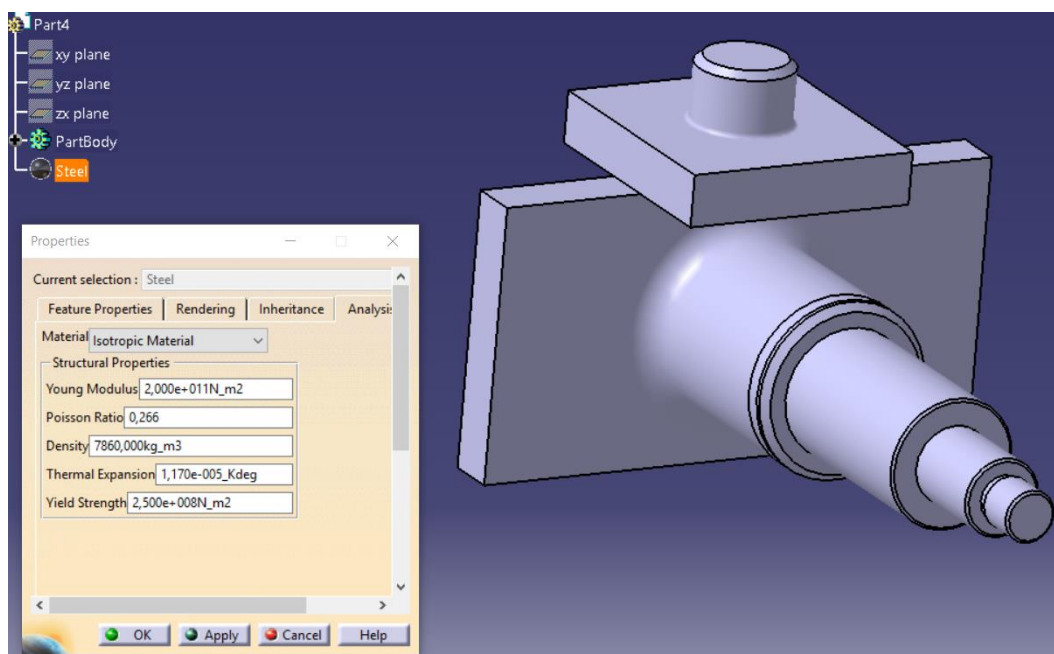 Part4
xy plane
yz plane
zx plane
PartBody
Steel
Properties
Current selection : Steel
Feature Properties Rendering Inheritance Analysis
Material Isotropic Material
Structural Properties
Young Modulus 2,000e+011N_m2
Poisson Ratio 0,266
Density 7860,000kg_m3
Thermal Expansion 1,170e-005_Kdeg
Yield Strength 2,500e+008N_m2
OK Apply Cancel Help